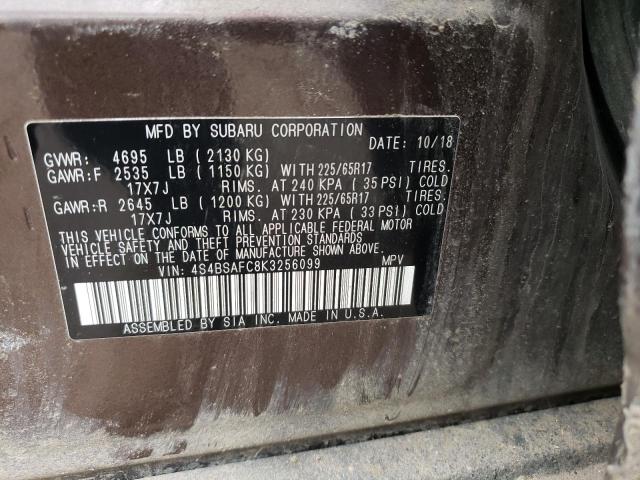 MFD BY SUBARU CORPORATION
DATE: 10/18
GVWR: 4695 LB (2130 KG)
GAWR:F 2535 LB (1150 KG) WITH 225/65R17 TIRES.
17X7J RIMS. AT 240 KPA (35 PSI) COLD
GAWR:R 2645 LB (1200 KG) WITH 225/65R17 TIRES.
17X7J RIMS. AT 230 KPA (33 PSI) COLD
THIS VEHICLE CONFORMS TO ALL APPLICABLE FEDERAL MOTOR
VEHICLE SAFETY AND THEFT PREVENTION STANDARDS
IN EFFECT ON THE DATE OF MANUFACTURE SHOWN ABOVE.
VIN: 4S4BSAFC8K3256099 MPV
ASSEMBLED BY SIA INC. MADE IN U.S.A.